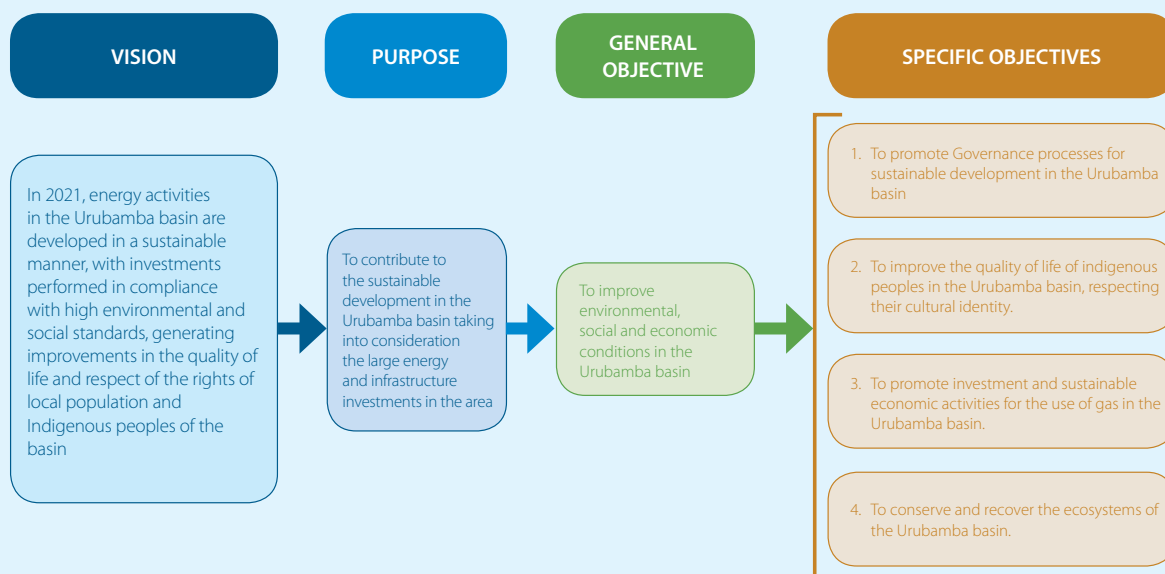 VISION
In 2021, energy activities
in the Urubamba basin are
developed in a sustainable
manner, with investments
performed in compliance
with high environmental and
social standards, generating
improvements in the quality of
life and respect of the rights of
local population and
Indigenous peoples of the
basin
PURPOSE
To contribute to
the sustainable
development in the
Urubamba basin taking
into consideration
the large energy
and infrastructure
investments in the area
GENERAL
OBJECTIVE
To improve
environmental,
social and economic
conditions in the
Urubamba basin
SPECIFIC OBJECTIVES
1. To promote Governance processes for
sustainable development in the Urubamba
basin
2. To improve the quality of life of indigenous
peoples in the Urubamba basin, respecting
their cultural identity.
3. To promote investment and sustainable
economic activities for the use of gas in the
Urubamba basin.
4. To conserve and recover the ecosystems of
the Urubamba basin.